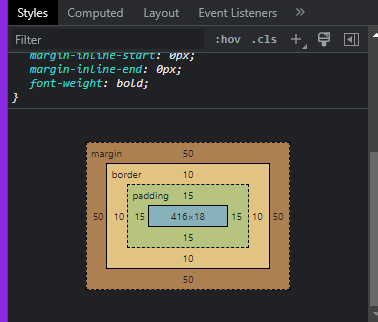 Styles Computed Layout Event Listeners »
Filter :hov .cls +
margin-inline-start: 0px;
margin-inline-end: 0px;
font-weight: bold;
}
margin 50
border 10
padding 15
50 10 15 416×18 15 10 50
15
10
50